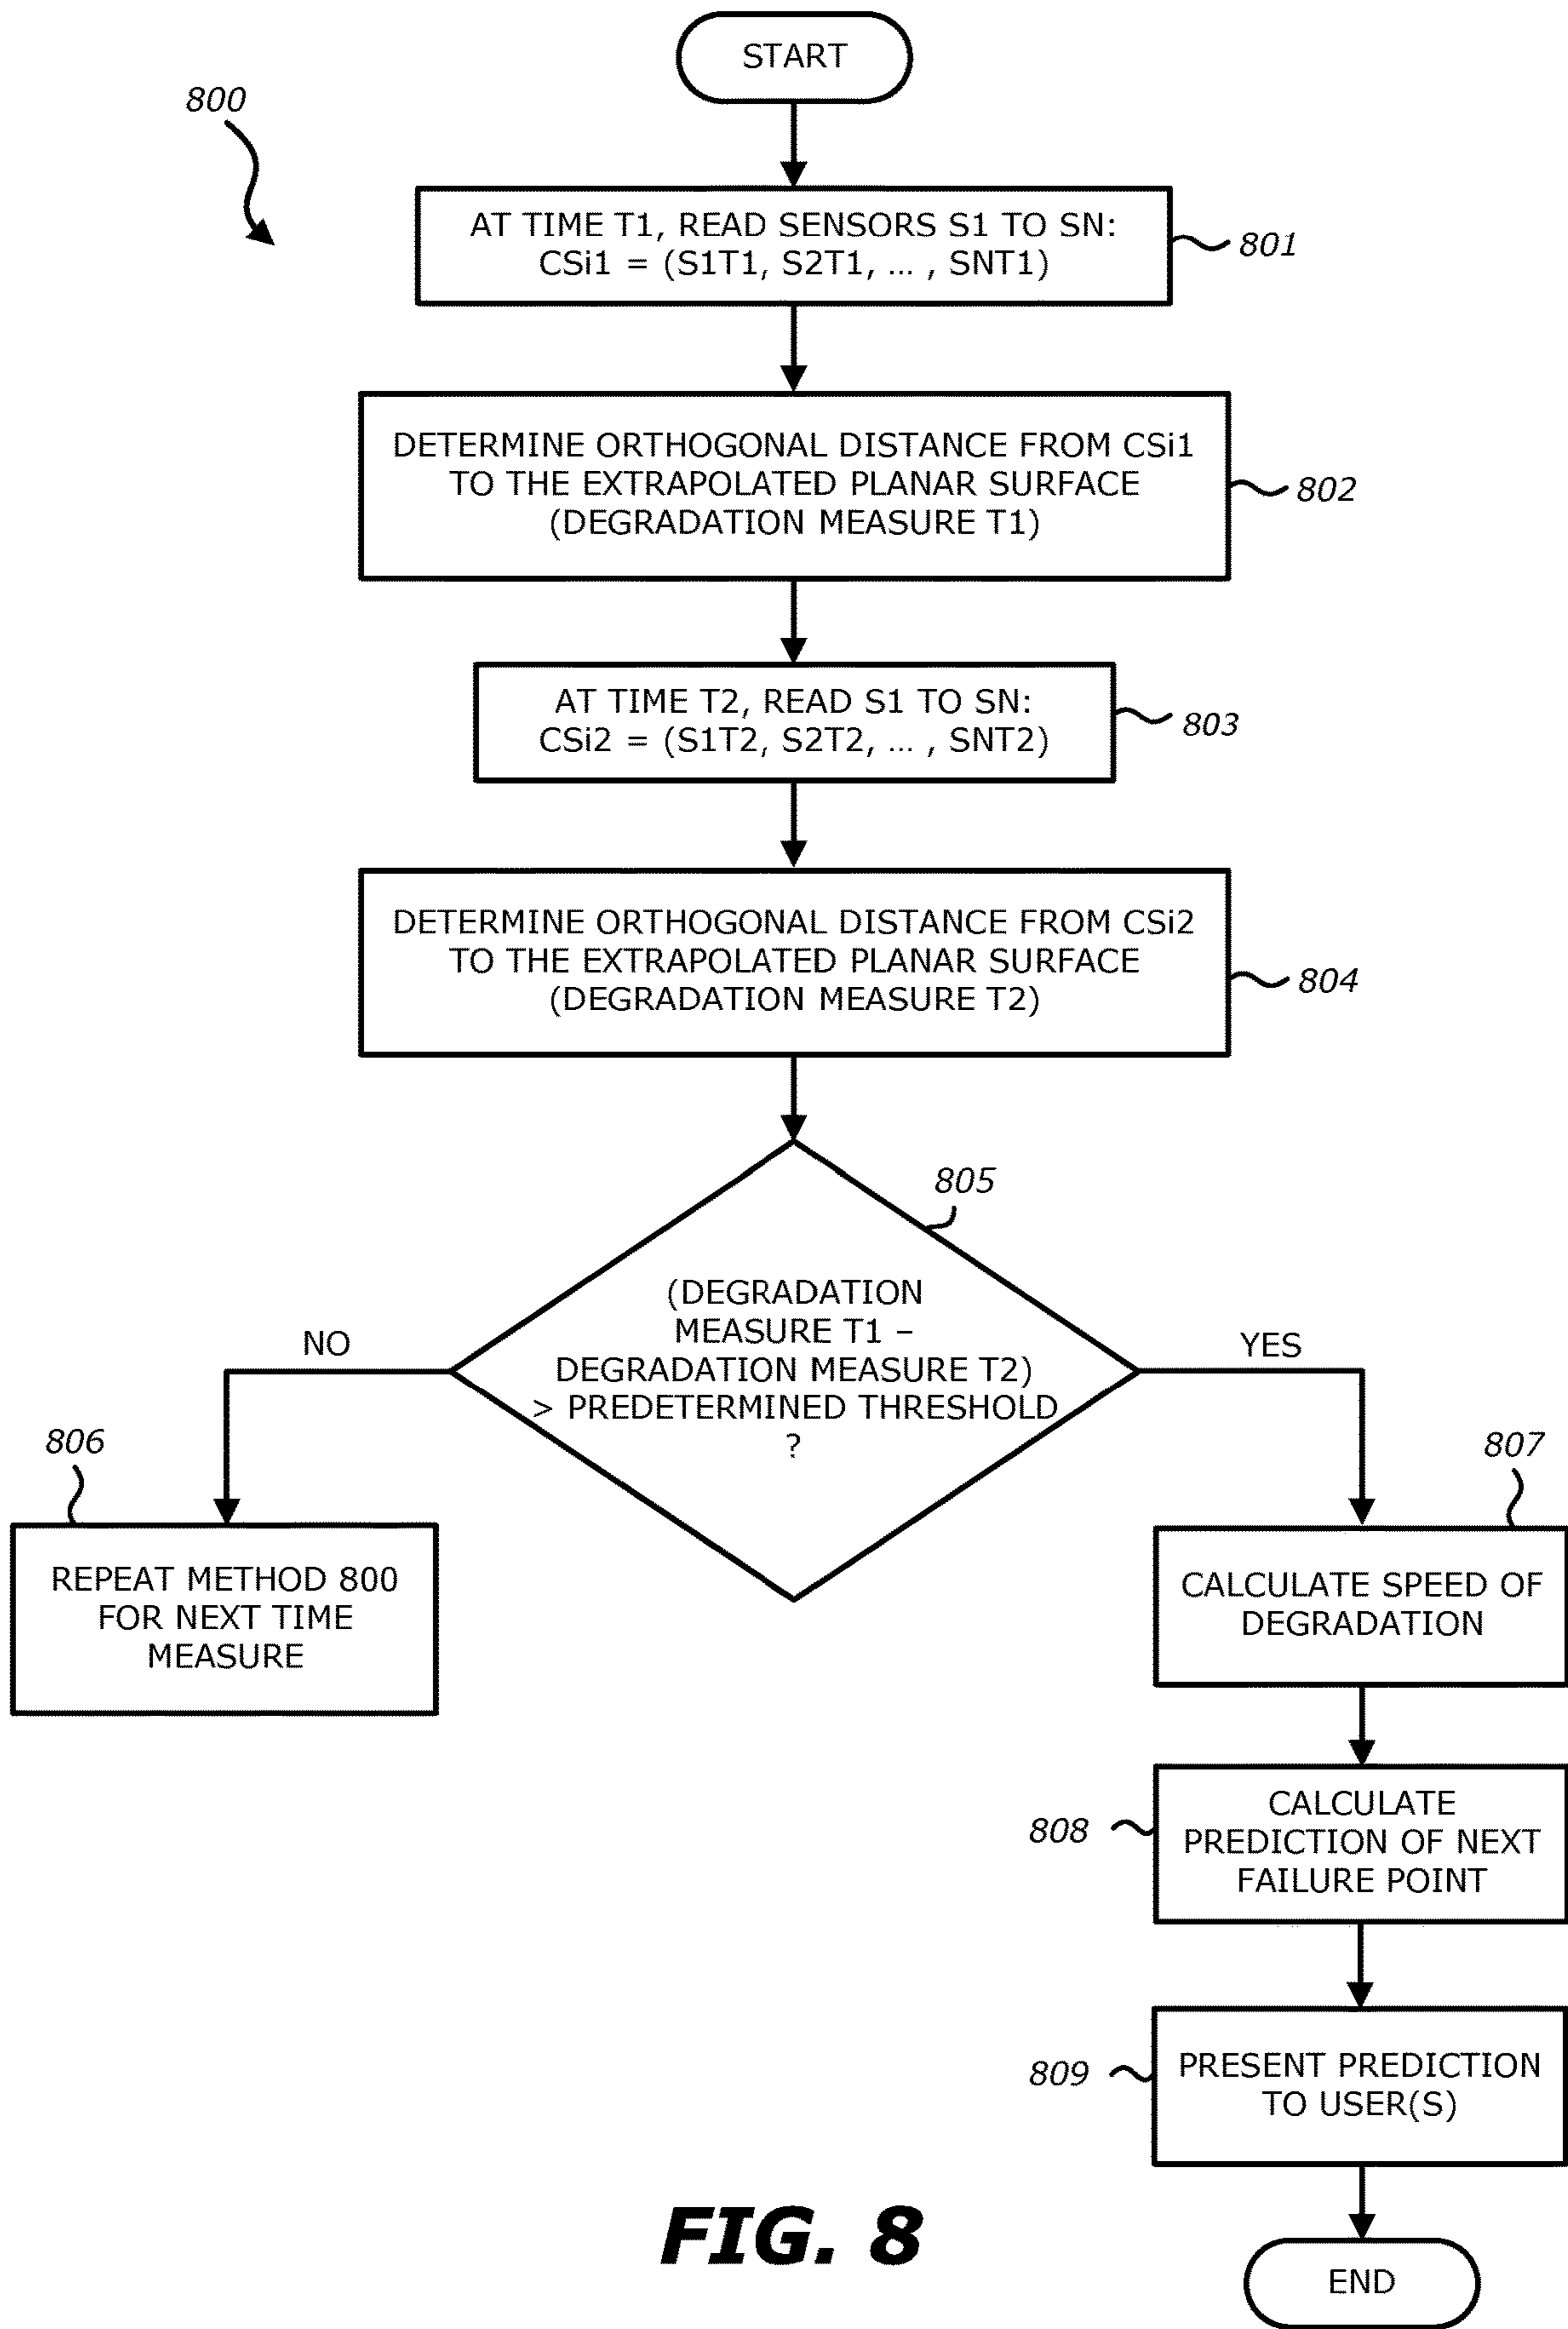 START
800
AT TIME T1, READ SENSORS S1 TO SN:
CSi1 = (S1T1, S2T1, ... , SNT1)
801
DETERMINE ORTHOGONAL DISTANCE FROM CSi1
TO THE EXTRAPOLATED PLANAR SURFACE
(DEGRADATION MEASURE T1)
802
AT TIME T2, READ S1 TO SN:
CSi2 = (S1T2, S2T2, ... , SNT2)
803
DETERMINE ORTHOGONAL DISTANCE FROM CSi2
TO THE EXTRAPOLATED PLANAR SURFACE
(DEGRADATION MEASURE T2)
804
805
(DEGRADATION
MEASURE T1 –
DEGRADATION MEASURE T2)
> PREDETERMINED THRESHOLD
?
NO
YES
806
REPEAT METHOD 800
FOR NEXT TIME
MEASURE
807
CALCULATE SPEED OF
DEGRADATION
808
CALCULATE
PREDICTION OF NEXT
FAILURE POINT
809
PRESENT PREDICTION
TO USER(S)
END
FIG. 8